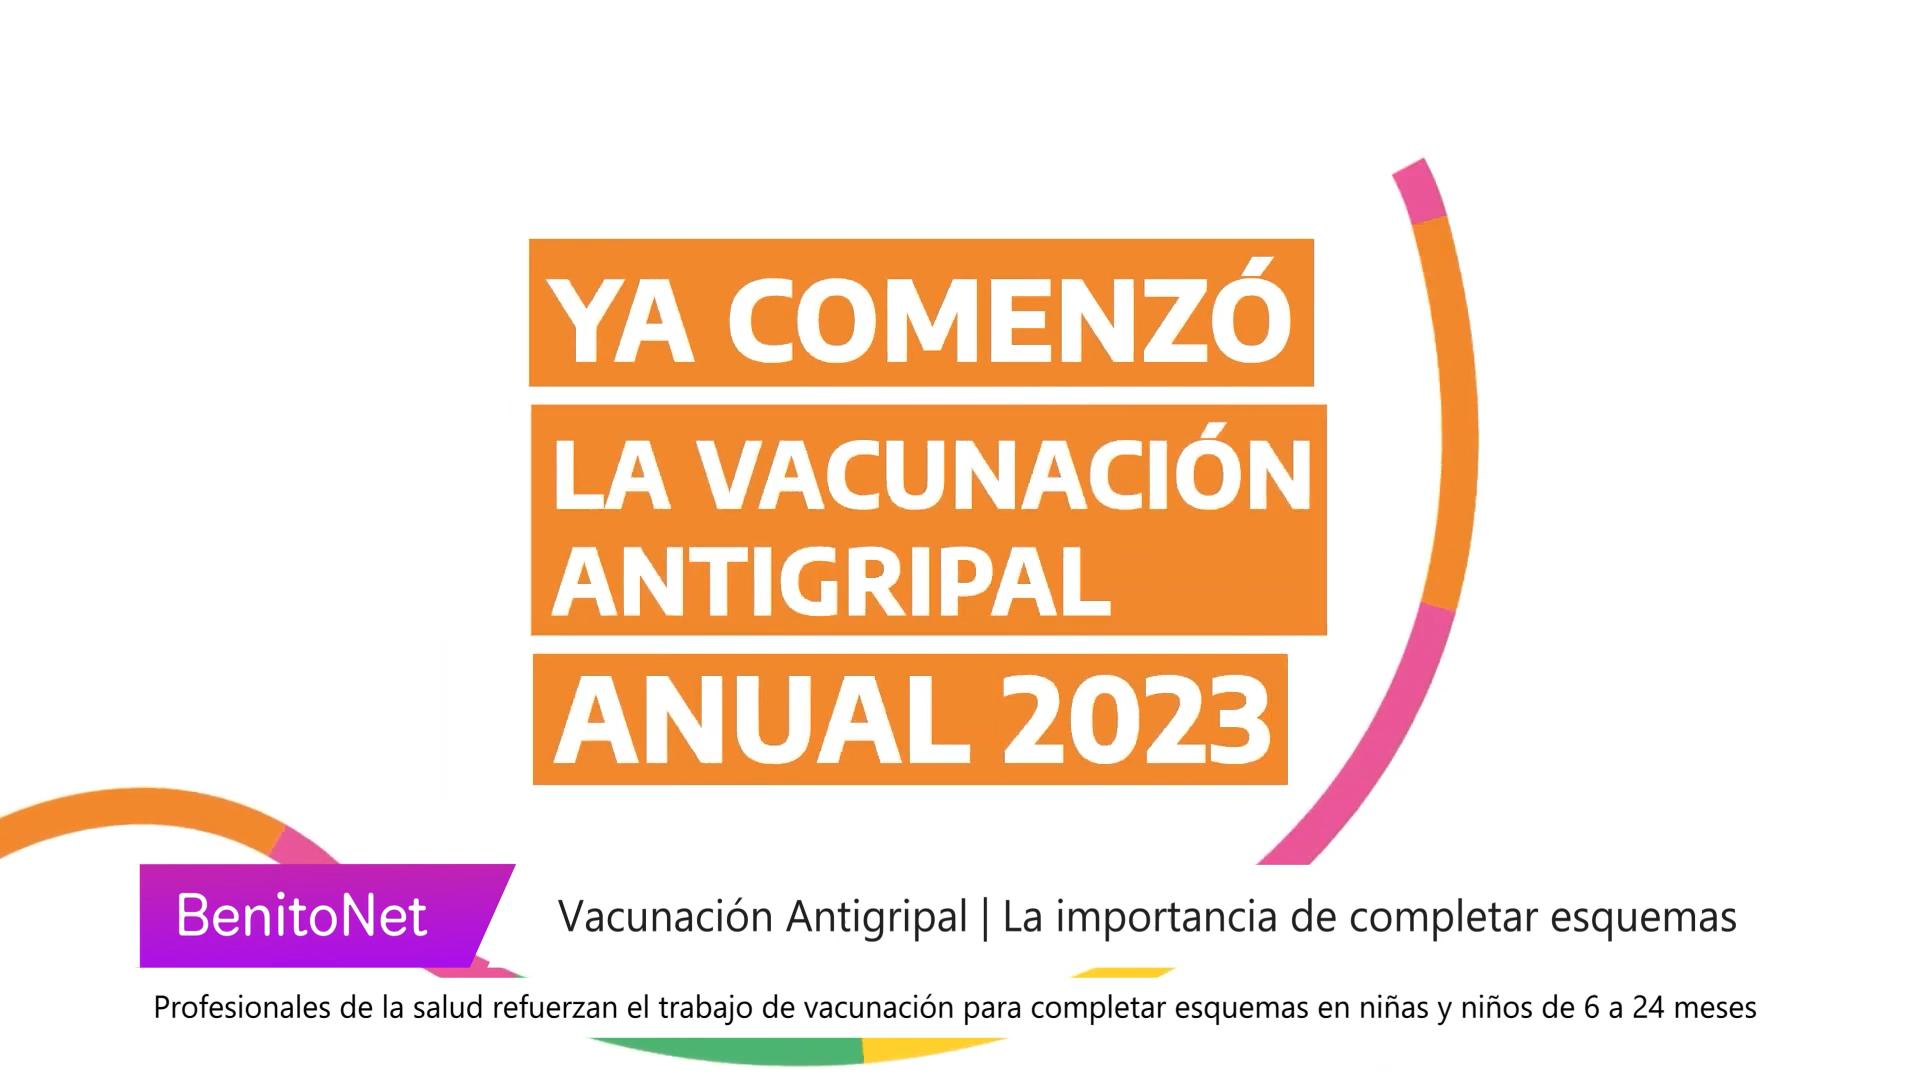 YA COMENZÓ
LA VACUNACIÓN
ANTIGRIPAL
ANUAL 2023
BenitoNet
Vacunación Antigripal | La importancia de completar esquemas
Profesionales de la salud refuerzan el trabajo de vacunación para completar esquemas en niñas y niños de 6 a 24 meses